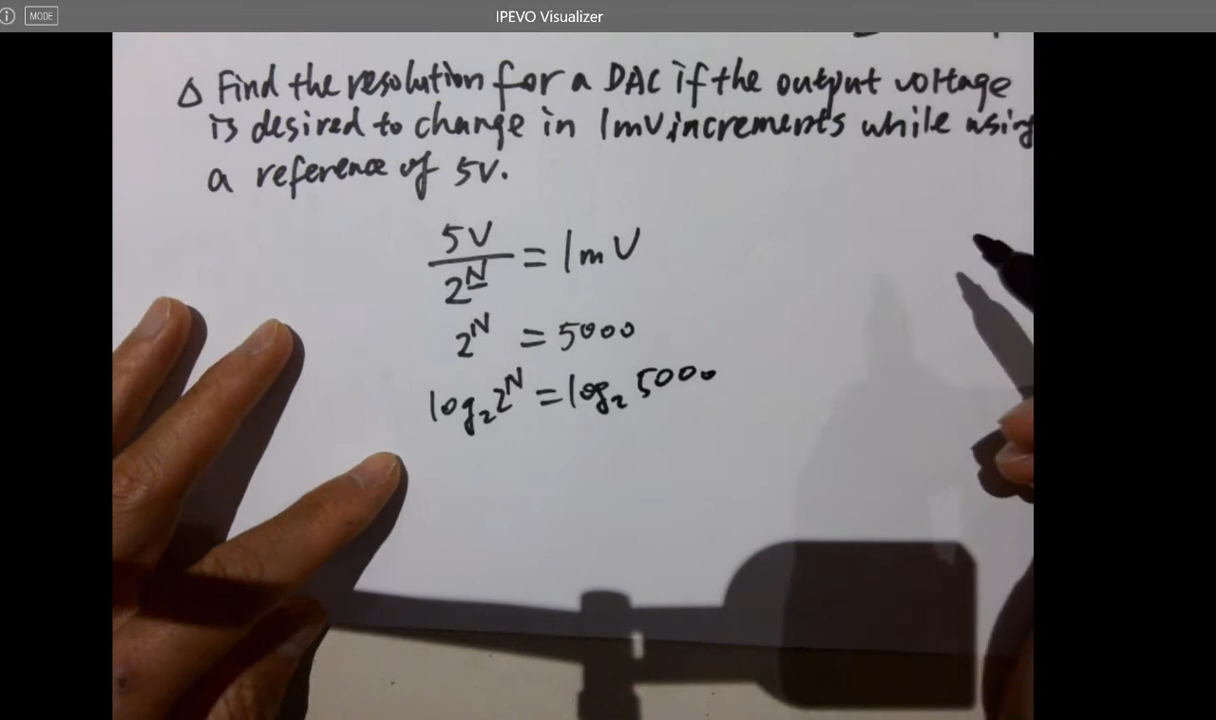 MODE IPEVO Visualizer
Δ Find the resolution for a DAC if the output voltage
is desired to change in 1mV increments while using
a reference of 5V.
5V
2^N = 1mV
2^N = 5000
log₂2^N = log₂5000